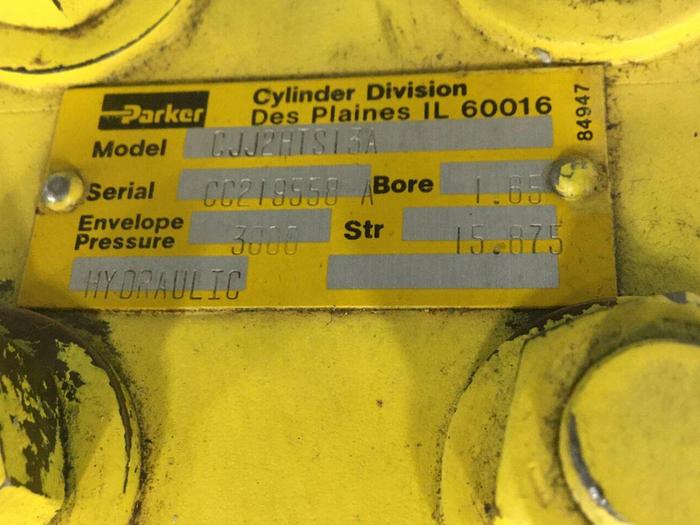 Parker
Cylinder Division
Des Plaines IL 60016
84947
Model CJJ2HTS13A
Serial CC219558 A Bore 1.85
Envelope Pressure 3000 Str 15.875
HYDRAULIC